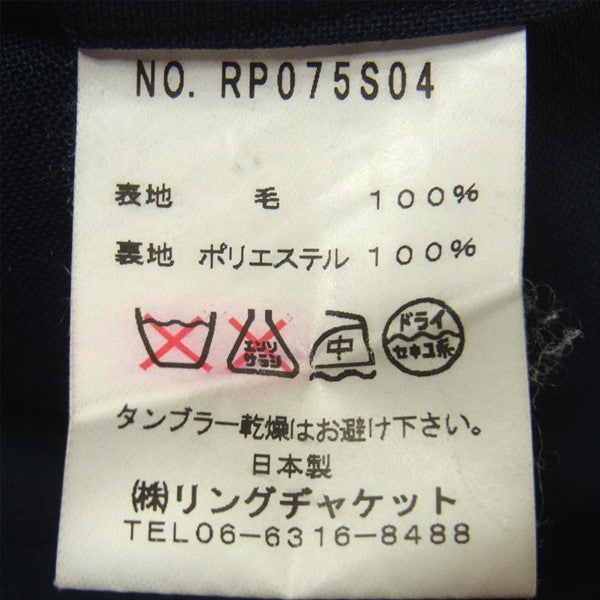 NO. RP075S04
表地 毛 100%
裏地 ポリエステル 100%
エンソサラシ 中 ドライ セキユ系
タンブラー乾燥はお避け下さい。
日本製
(株)リングヂャケット
TEL06-6316-8488